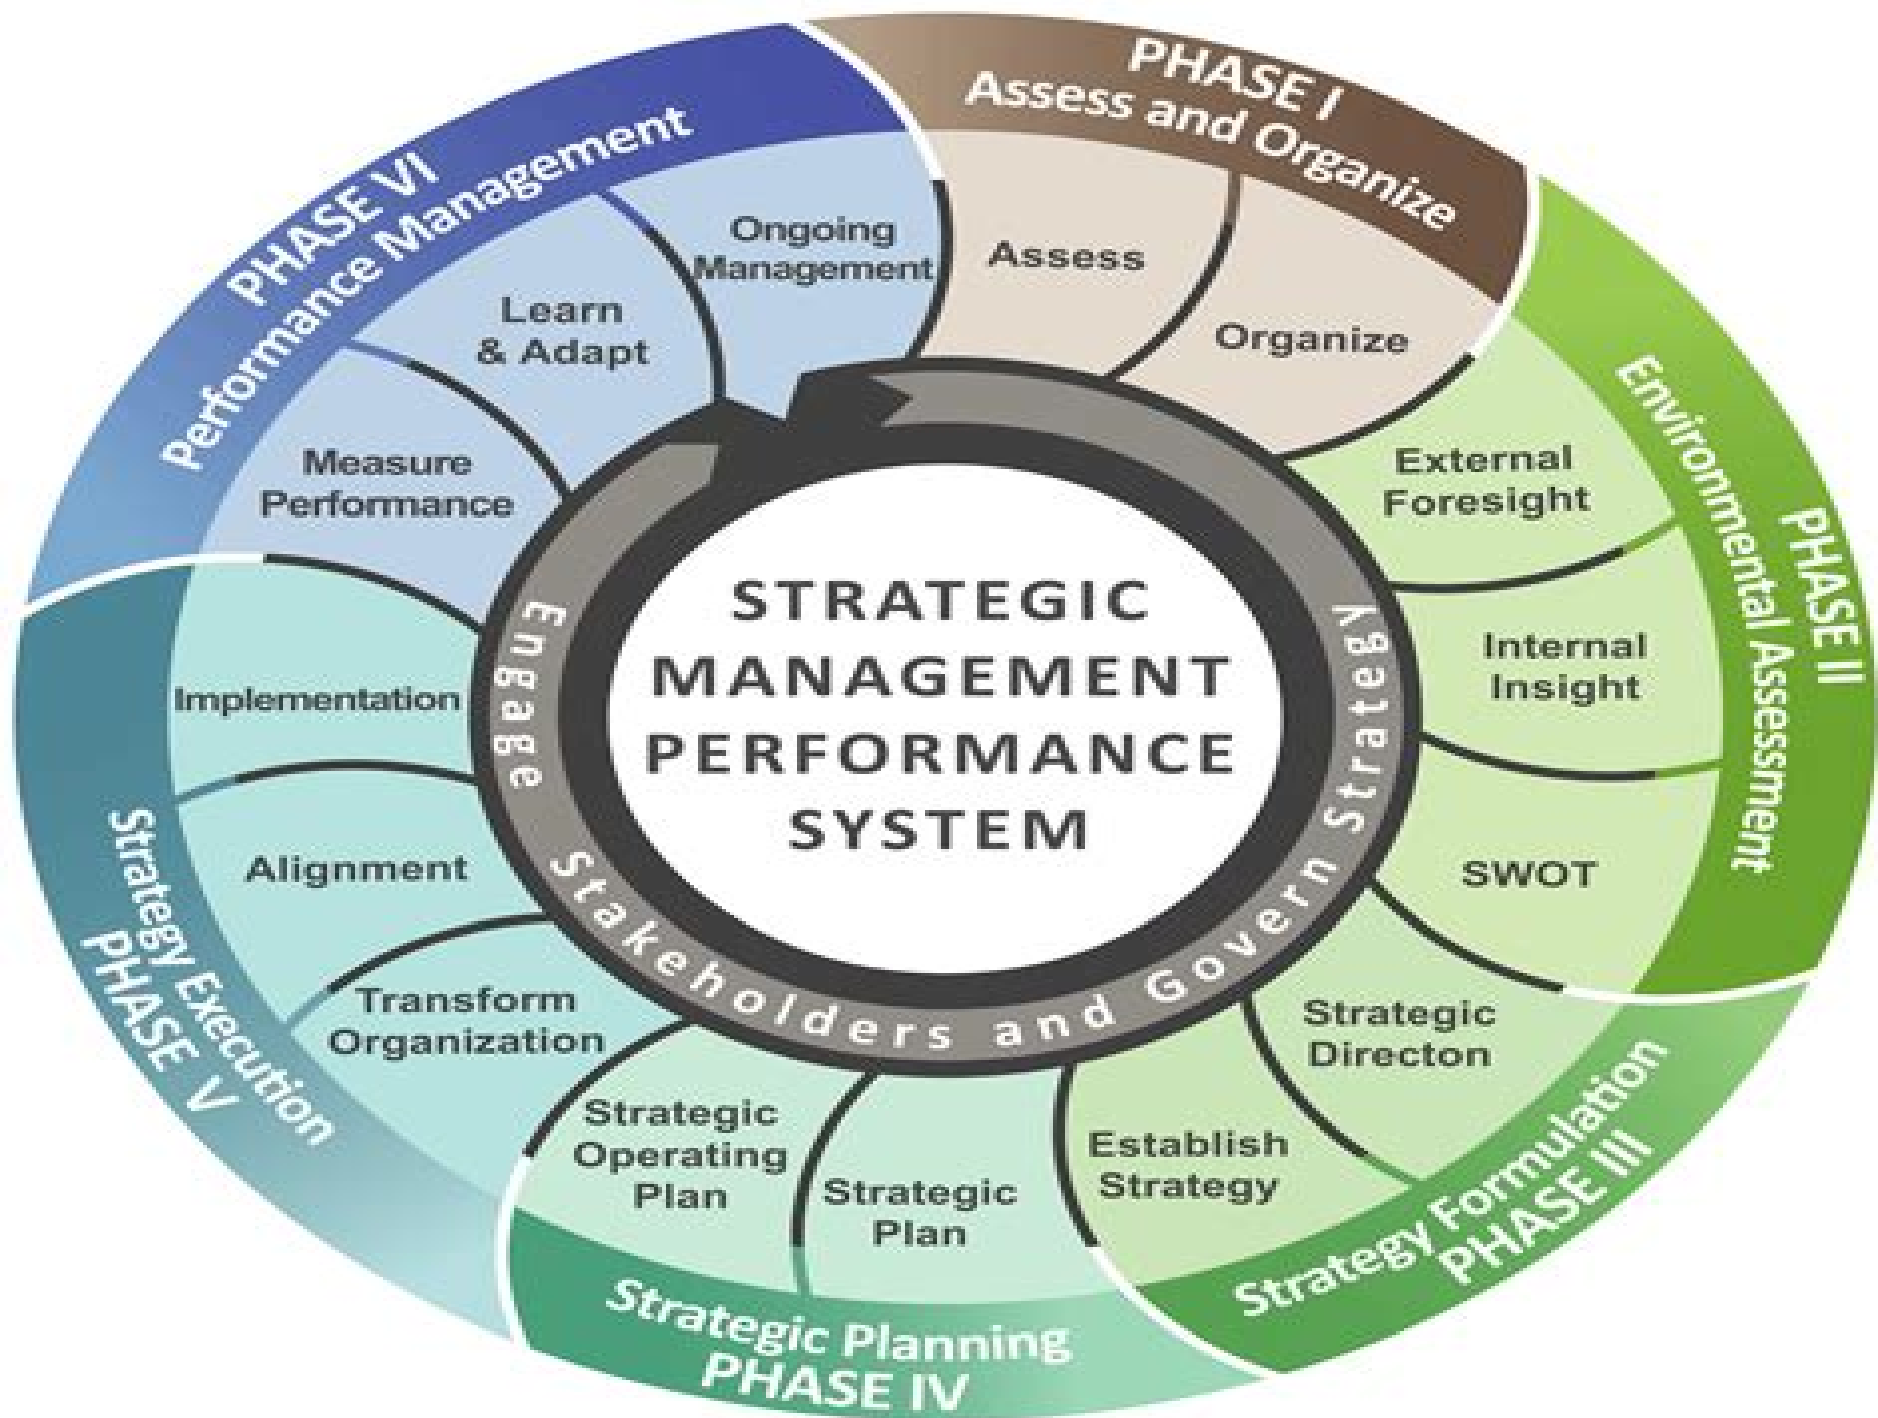 PHASE I
Assess and Organize
Assess
Organize
PHASE II
Environmental Assessment
External
Foresight
Internal
Insight
SWOT
Strategic
Directon
Establish
Strategy
Strategy Formulation
PHASE III
Strategic
Plan
Strategic
Operating
Plan
Strategic Planning
PHASE IV
Transform
Organization
Alignment
Implementation
Strategy Execution
PHASE V
PHASE VI
Performance Management
Measure
Performance
Learn
& Adapt
Ongoing
Management
Engage Stakeholders and Govern Strategy
STRATEGIC
MANAGEMENT
PERFORMANCE
SYSTEM